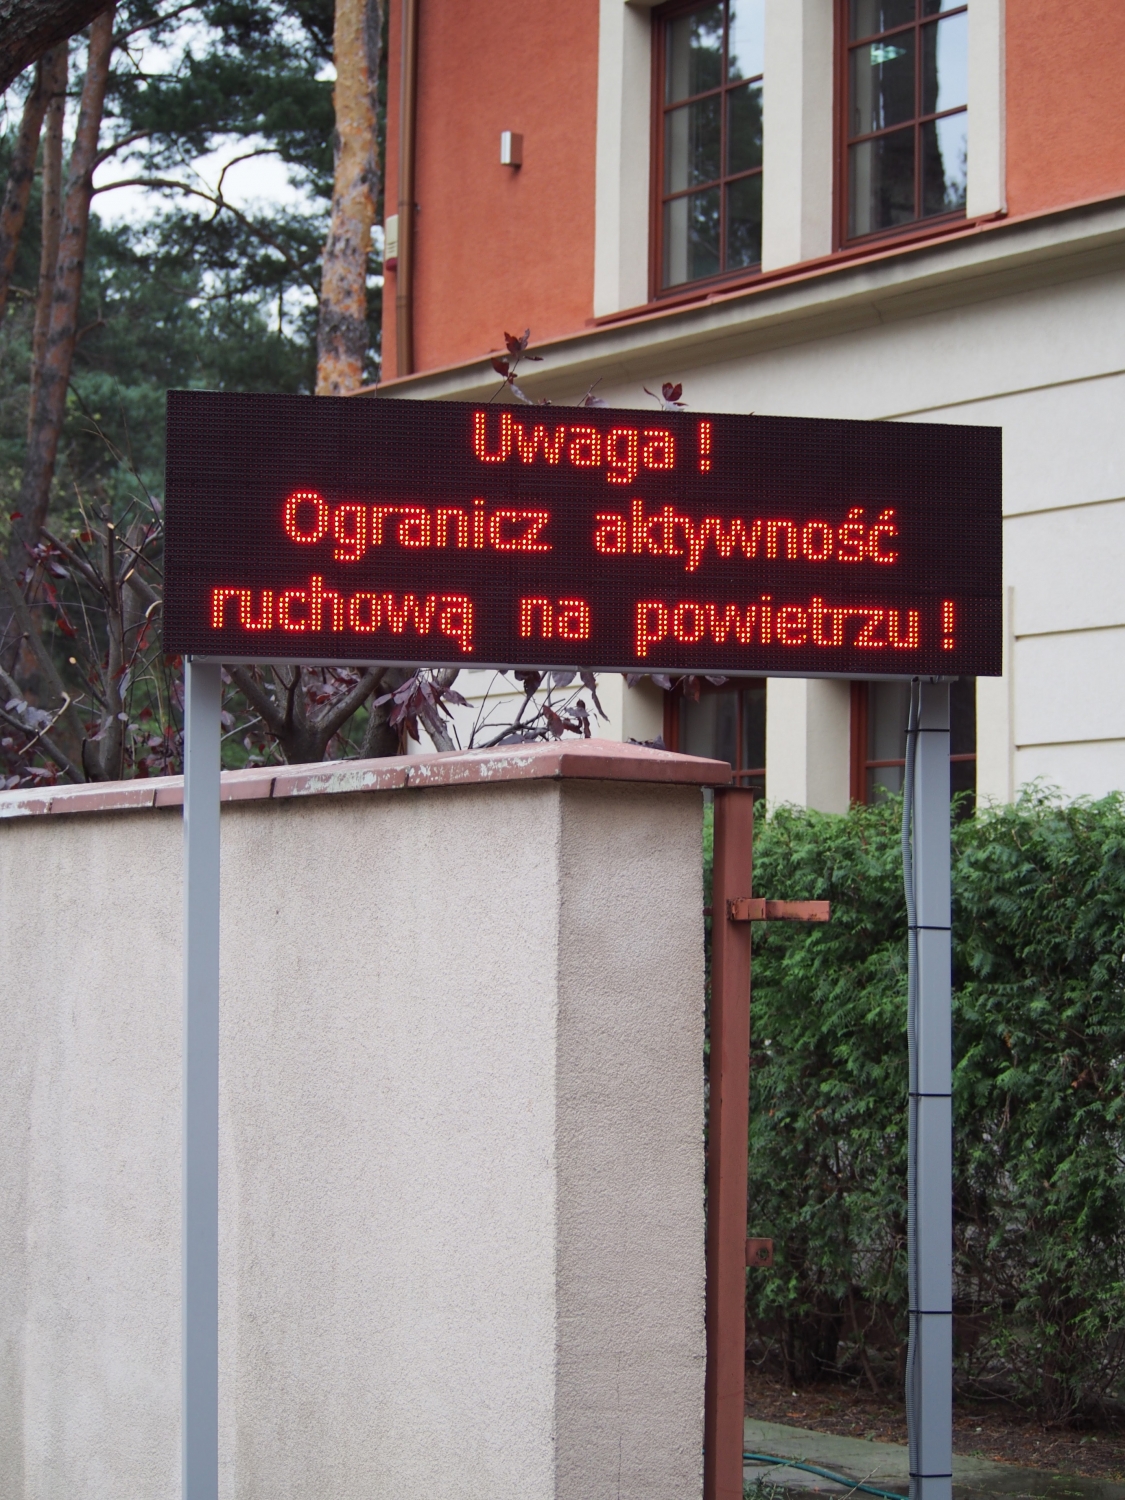 Uwaga !
Ogranicz aktywność
ruchową na powietrzu !